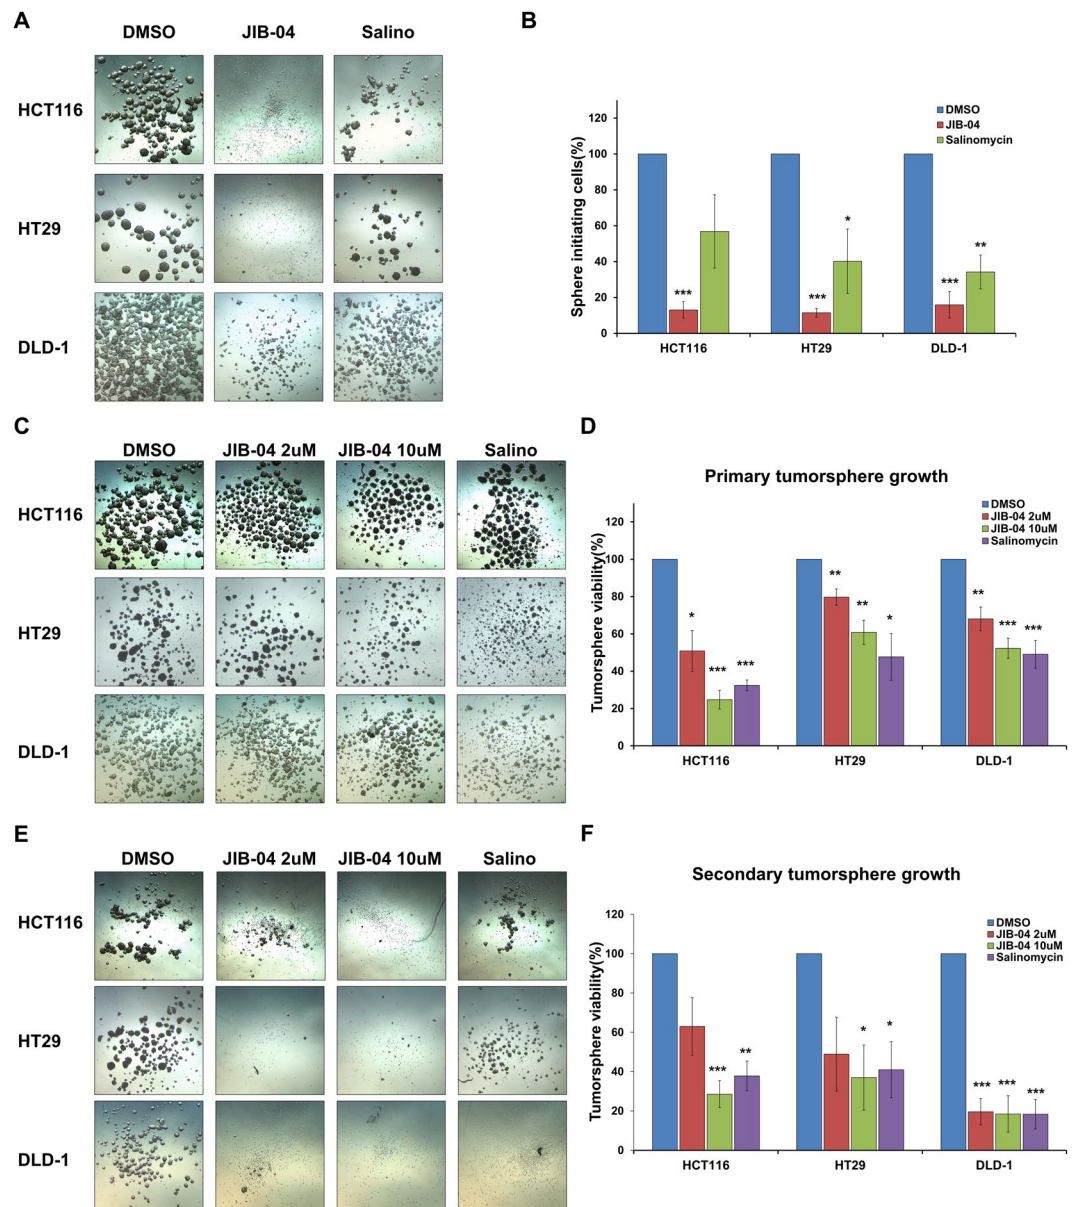 A
DMSO JIB-04 Salino
HCT116
HT29
DLD-1
B
DMSO
JIB-04
Salinomycin
Sphere initiating cells(%)
120
100
80
60
40
20
0
***
***
*
***
**
HCT116 HT29 DLD-1
C
DMSO JIB-04 2uM JIB-04 10uM Salino
HCT116
HT29
DLD-1
D
Primary tumorsphere growth
DMSO
JIB-04 2uM
JIB-04 10uM
Salinomycin
Tumorsphere viability(%)
120
100
80
60
40
20
0
* *** ***
** ** *
** *** ***
HCT116 HT29 DLD-1
E
DMSO JIB-04 2uM JIB-04 10uM Salino
HCT116
HT29
DLD-1
F
Secondary tumorsphere growth
DMSO
JIB-04 2uM
JIB-04 10uM
Salinomycin
Tumorsphere viability(%)
120
100
80
60
40
20
0
*** **
* *
*** *** ***
HCT116 HT29 DLD-1